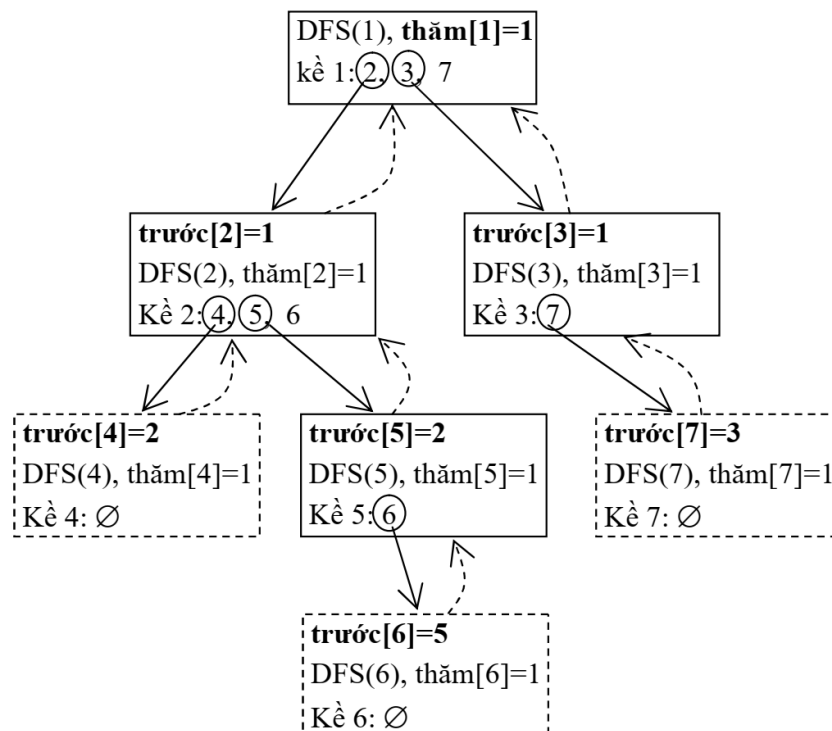 DFS(1), thăm[1]=1
kề 1: 2, 3, 7
trước[2]=1
DFS(2), thăm[2]=1
Kề 2: 4, 5, 6
trước[3]=1
DFS(3), thăm[3]=1
Kề 3: 7
trước[4]=2
DFS(4), thăm[4]=1
Kề 4: ∅
trước[5]=2
DFS(5), thăm[5]=1
Kề 5: 6
trước[7]=3
DFS(7), thăm[7]=1
Kề 7: ∅
trước[6]=5
DFS(6), thăm[6]=1
Kề 6: ∅